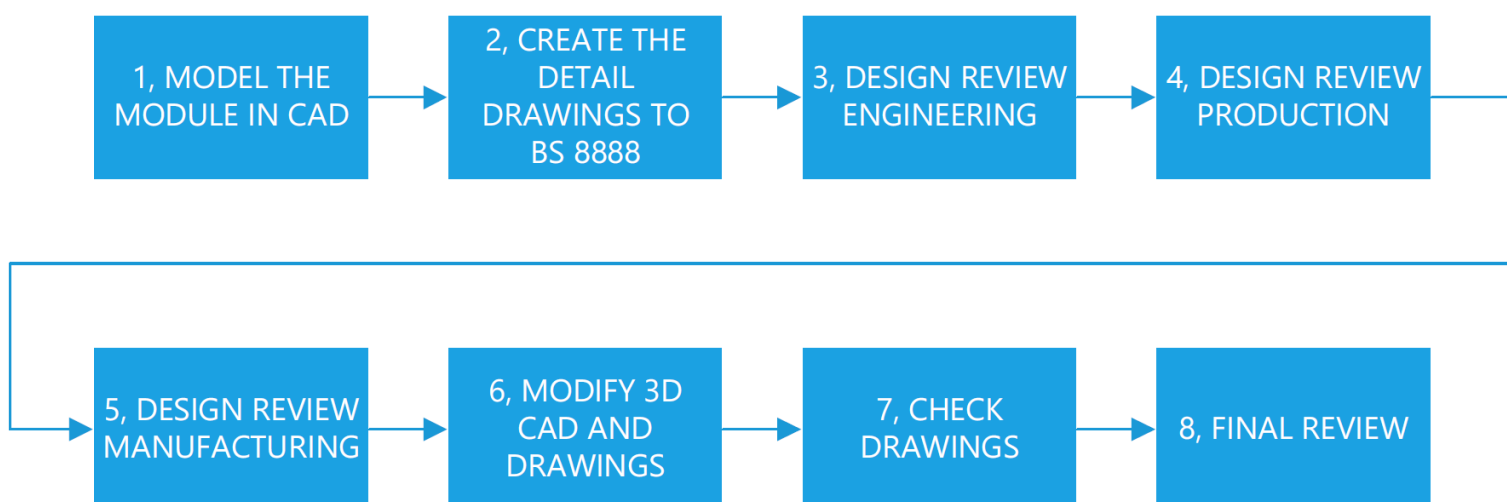 1, MODEL THE
MODULE IN CAD
2, CREATE THE
DETAIL
DRAWINGS TO
BS 8888
3, DESIGN REVIEW
ENGINEERING
4, DESIGN REVIEW
PRODUCTION
5, DESIGN REVIEW
MANUFACTURING
6, MODIFY 3D
CAD AND
DRAWINGS
7, CHECK
DRAWINGS
8, FINAL REVIEW